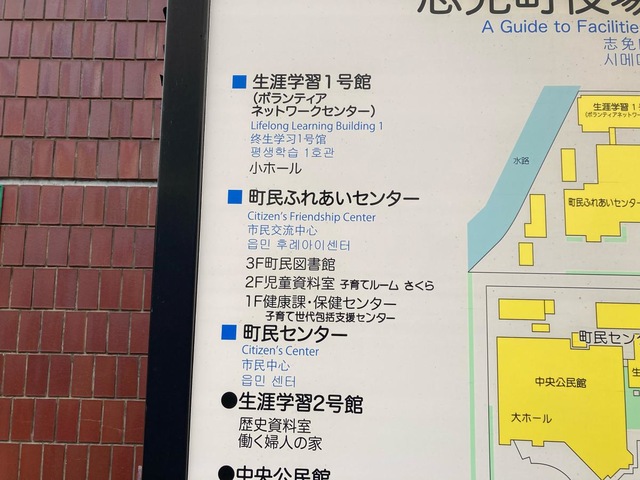 A Guide to Facilitie
■ 生涯学習1号館
(ボランティア
ネットワークセンター)
Lifelong Learning Building 1
终生学习1号馆
평생학습 1호관
小ホール
■ 町民ふれあいセンター
Citizen's Friendship Center
市民交流中心
읍민 후레아이센터
3F町民図書館
2F児童資料室 子育てルーム さくら
1F健康課・保健センター
子育て世代包括支援センター
■ 町民センター
Citizen's Center
市民中心
읍민 센터
●生涯学習2号館
歴史資料室
働く婦人の家
●中央公民館
生涯学習1
水路
町民ふれあいセンター
町民セン
中央公民館
大ホール